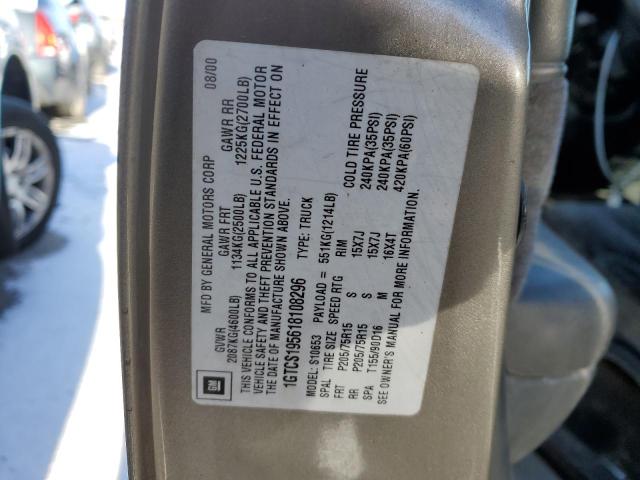 MFD BY GENERAL MOTORS CORP 08/00
GVWR GAWR FRT GAWR RR
2087KG(4600LB) 1134KG(2500LB) 1225KG(2700LB)
THIS VEHICLE CONFORMS TO ALL APPLICABLE U.S. FEDERAL MOTOR
VEHICLE SAFETY AND THEFT PREVENTION STANDARDS IN EFFECT ON
THE DATE OF MANUFACTURE SHOWN ABOVE.
1GTCS195618108296 TYPE: TRUCK
MODEL: S10653 PAYLOAD = 551KG(1214LB)
SPAL TIRE SIZE SPEED RTG RIM COLD TIRE PRESSURE
FRT P205/75R15 S 15X7J 240KPA(35PSI)
RR P205/75R15 S 15X7J 240KPA(35PSI)
SPA T155/90D16 M 16X4T 420KPA(60PSI)
SEE OWNER'S MANUAL FOR MORE INFORMATION.
GM